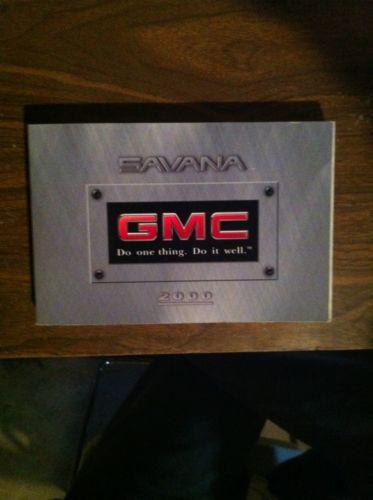 SAVANA
GMC
Do one thing. Do it well.™
2000